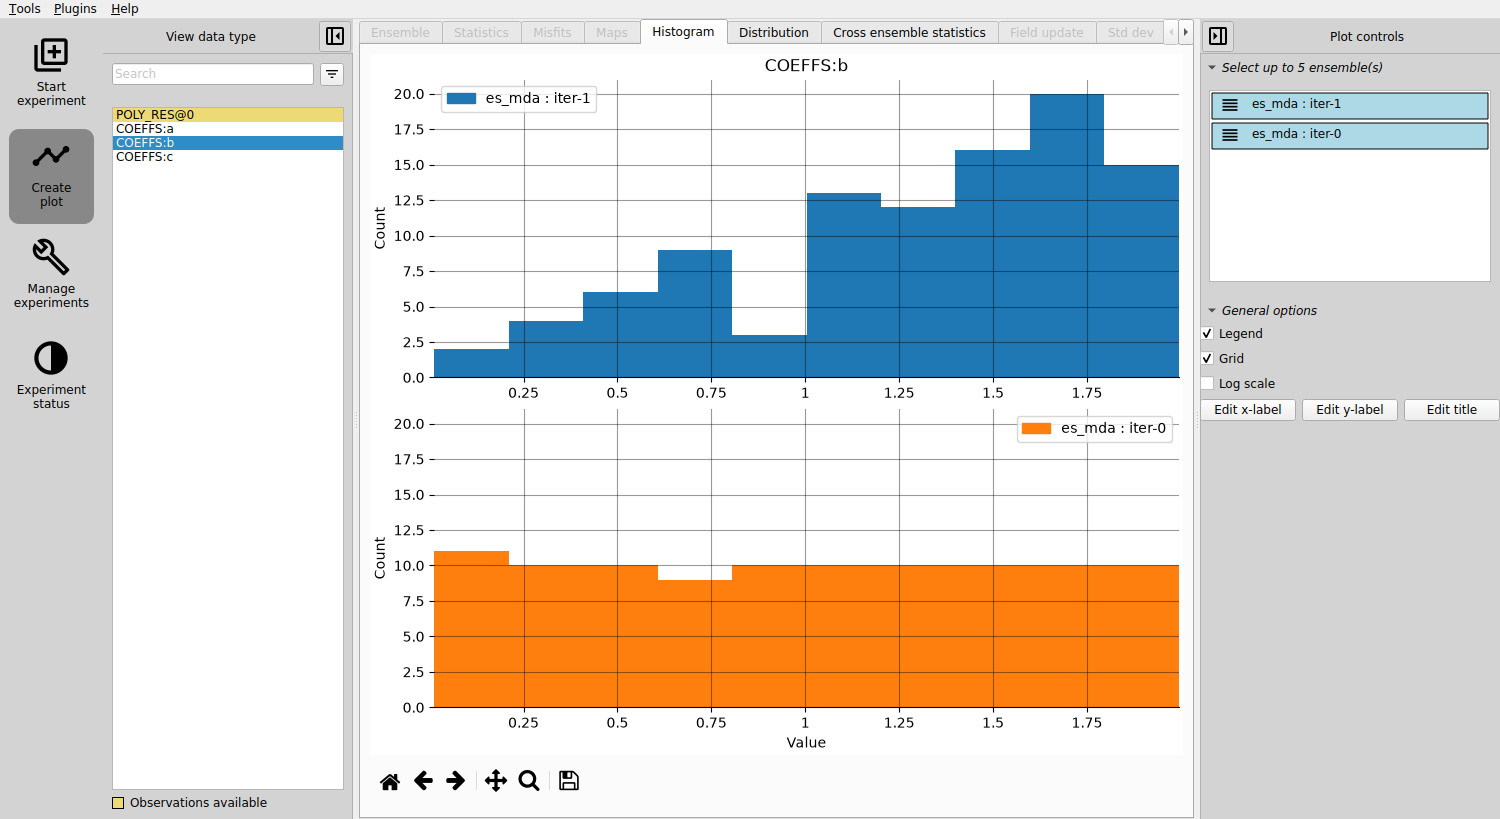 Tools Plugins Help
Start
experiment
Create
plot
Manage
experiments
Experiment
status
View data type
Search
POLY_RES@0
COEFFS:a
COEFFS:b
COEFFS:c
Observations available
Ensemble Statistics Misfits Maps Histogram Distribution Cross ensemble statistics Field update Std dev
COEFFS:b
es_mda : iter-1
Count
20.0
17.5
15.0
12.5
10.0
7.5
5.0
2.5
0.0
0.25 0.5 0.75 1 1.25 1.5 1.75
es_mda : iter-0
Count
20.0
17.5
15.0
12.5
10.0
7.5
5.0
2.5
0.0
0.25 0.5 0.75 1 1.25 1.5 1.75
Value
Plot controls
Select up to 5 ensemble(s)
es_mda : iter-1
es_mda : iter-0
General options
Legend
Grid
Log scale
Edit x-label Edit y-label Edit title